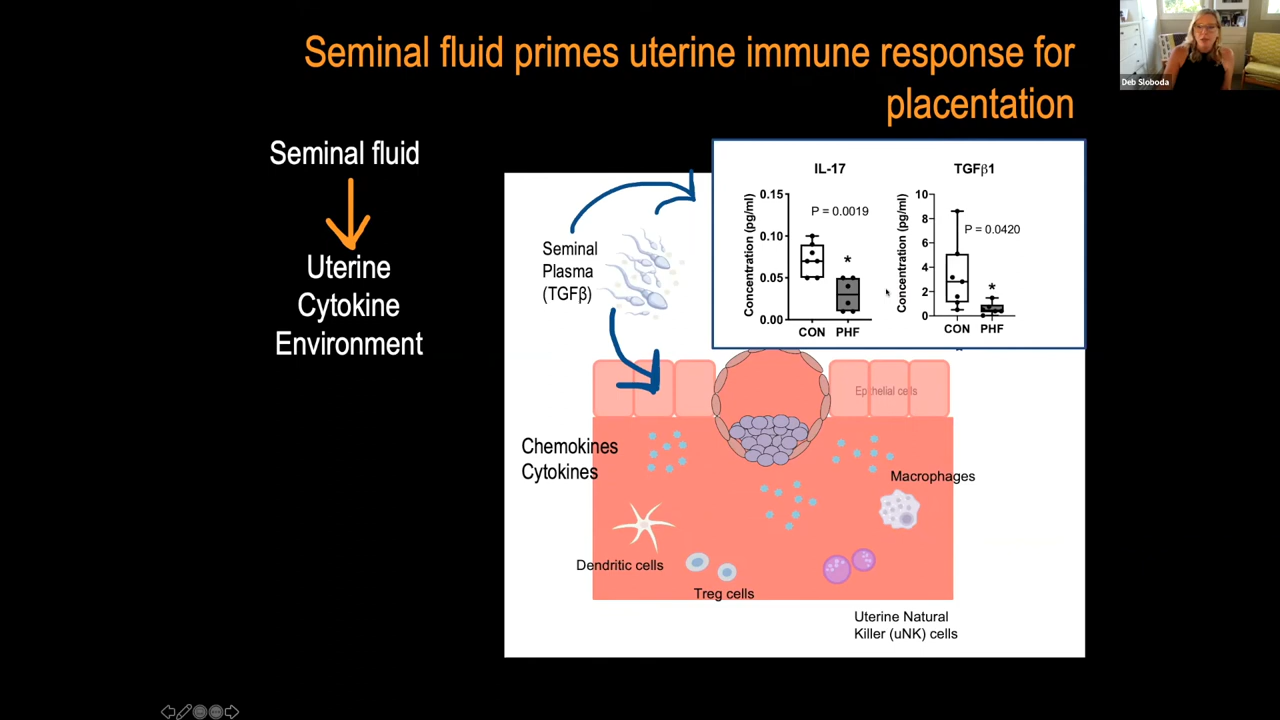 Seminal fluid primes uterine immune response for
placentation
Deb Sloboda
Seminal fluid
Uterine
Cytokine
Environment
Seminal
Plasma
(TGFβ)
IL-17
Concentration (pg/ml)
0.15
0.10
0.05
0.00
P = 0.0019
*
CON PHF
TGFβ1
Concentration (pg/ml)
10
8
6
4
2
0
P = 0.0420
*
CON PHF
Epithelial cells
Chemokines
Cytokines
Macrophages
Dendritic cells
Treg cells
Uterine Natural
Killer (uNK) cells